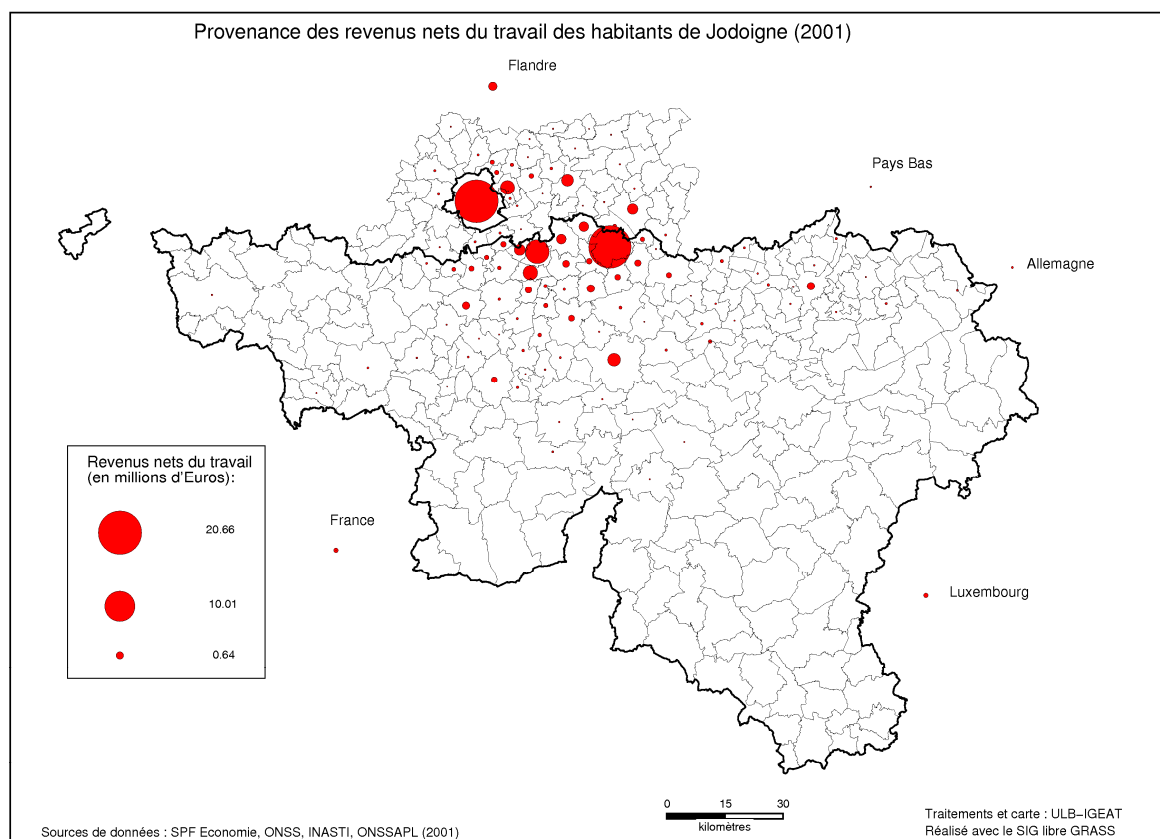 Provenance des revenus nets du travail des habitants de Jodoigne (2001)
Flandre
Pays Bas
Allemagne
Revenus nets du travail
(en millions d'Euros):
20.66
10.01
0.64
France
Luxembourg
0 15 30
kilomètres
Sources de données : SPF Economie, ONSS, INASTI, ONSSAPL (2001)
Traitements et carte : ULB-IGEAT
Réalisé avec le SIG libre GRASS